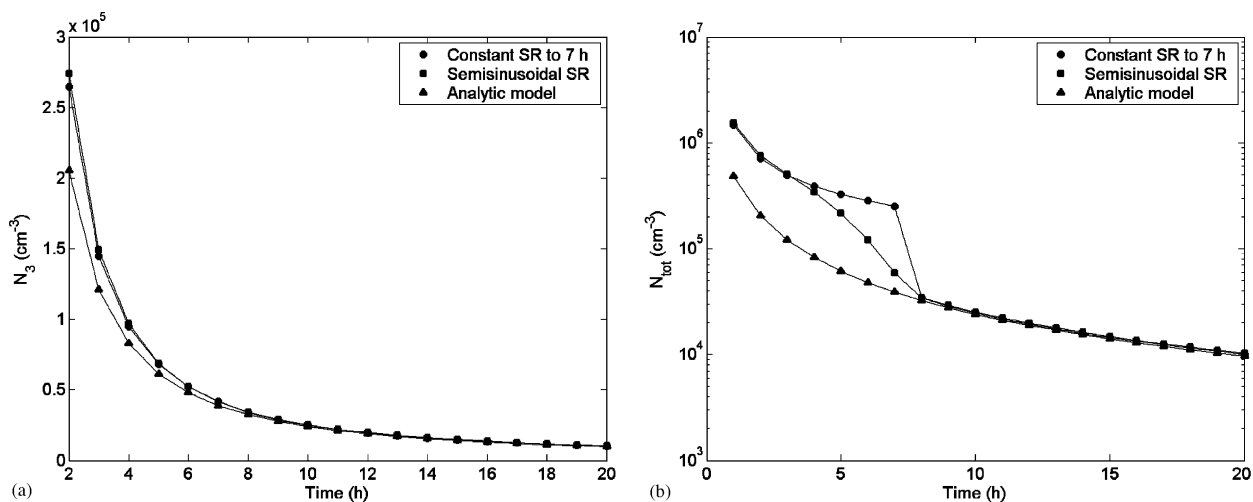 x 10^5
3
2.5
2
1.5
1
0.5
0
N_3 (cm^-3)
2 4 6 8 10 12 14 16 18 20
Time (h)
Constant SR to 7 h
Semisinusoidal SR
Analytic model
(a)
10^7
10^6
10^5
10^4
10^3
N_tot (cm^-3)
0 5 10 15 20
Time (h)
Constant SR to 7 h
Semisinusoidal SR
Analytic model
(b)